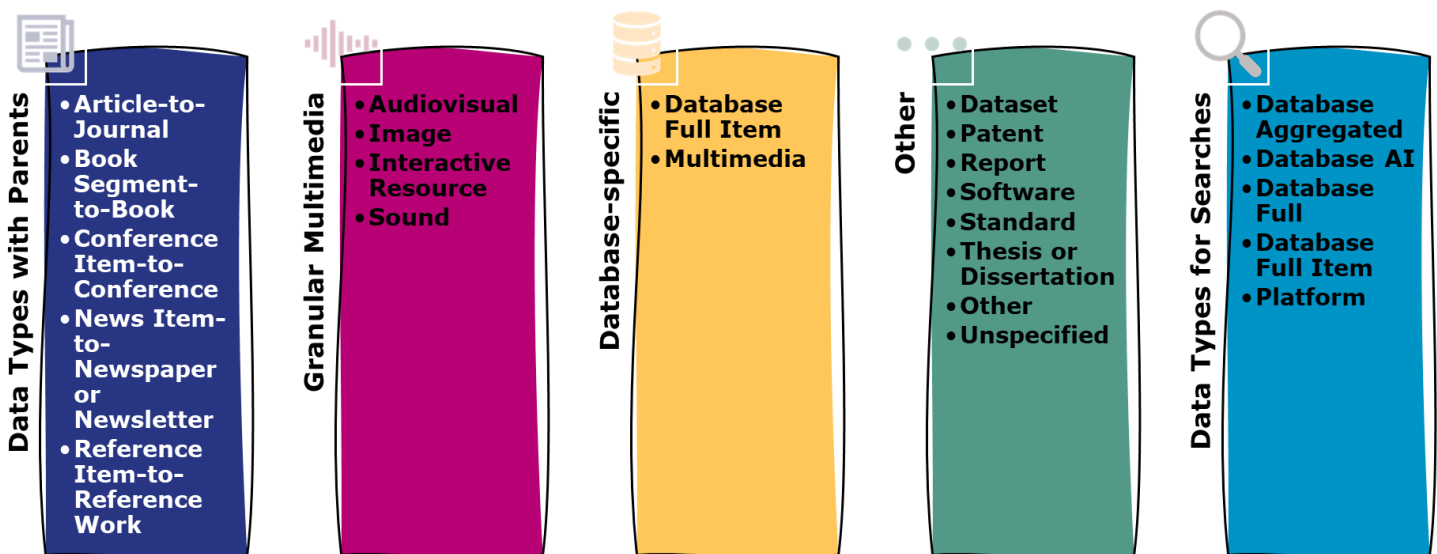 Data Types with Parents
• Article-to-
Journal
• Book
Segment-
to-Book
• Conference
Item-to-
Conference
• News Item-
to-
Newspaper
or
Newsletter
• Reference
Item-to-
Reference
Work
Granular Multimedia
• Audiovisual
• Image
• Interactive
Resource
• Sound
Database-specific
• Database
Full Item
• Multimedia
Other
• Dataset
• Patent
• Report
• Software
• Standard
• Thesis or
Dissertation
• Other
• Unspecified
Data Types for Searches
• Database
Aggregated
• Database AI
• Database
Full
• Database
Full Item
• Platform